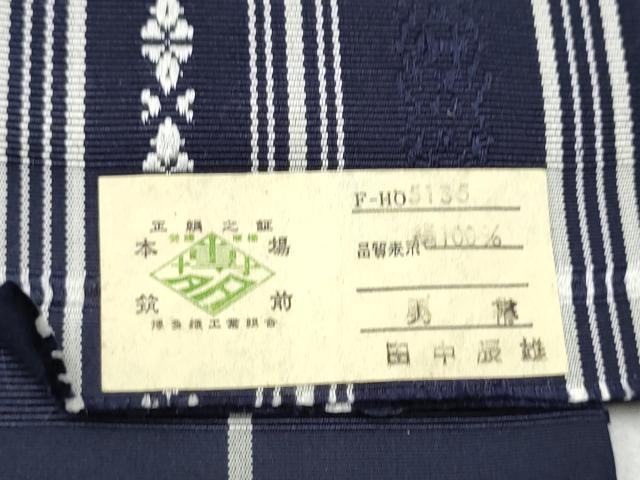 正絹之証
本場
筑前
博多織工業組合
F-HO5135
品質表示 絹100%
男帯
田中辰雄